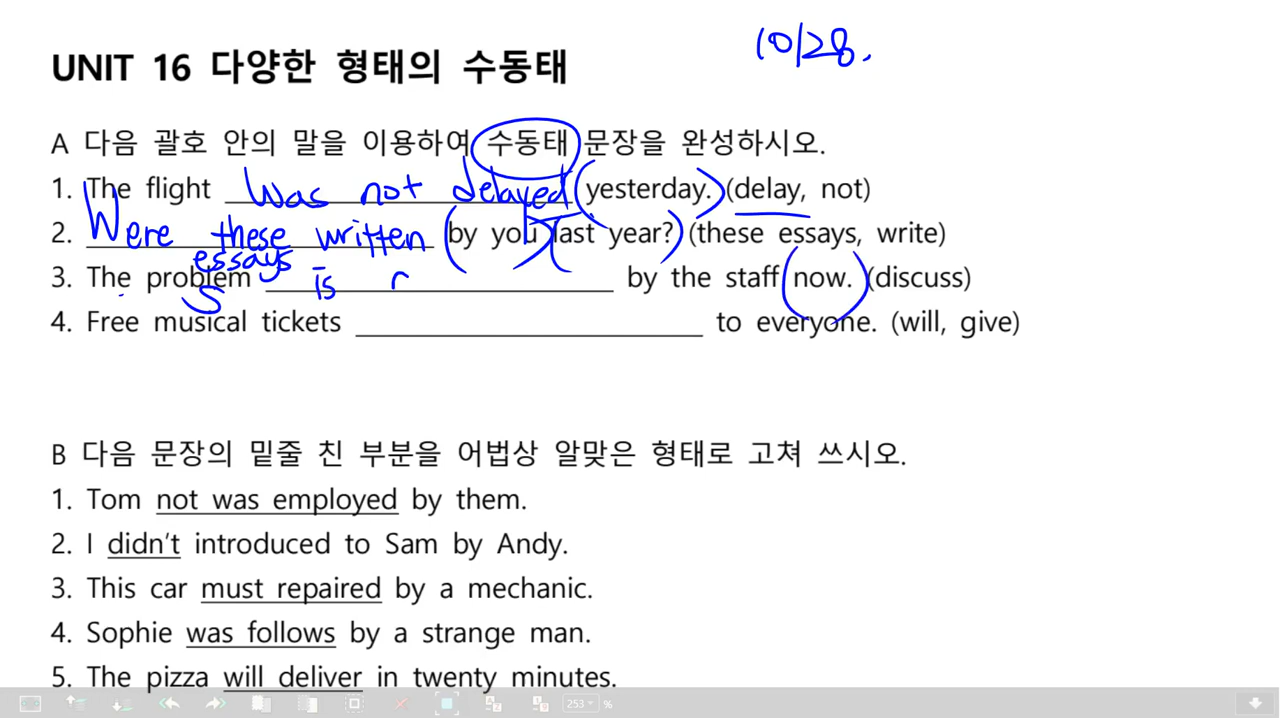 10/28.
UNIT 16 다양한 형태의 수동태
A 다음 괄호 안의 말을 이용하여 수동태 문장을 완성하시오.
1. The flight was not delayed yesterday. (delay, not)
2. Were these essays written by you last year? (these essays, write)
3. The problem is by the staff now. (discuss)
S
4. Free musical tickets to everyone. (will, give)
B 다음 문장의 밑줄 친 부분을 어법상 알맞은 형태로 고쳐 쓰시오.
1. Tom not was employed by them.
2. I didn't introduced to Sam by Andy.
3. This car must repaired by a mechanic.
4. Sophie was follows by a strange man.
5. The pizza will deliver in twenty minutes.
253 %